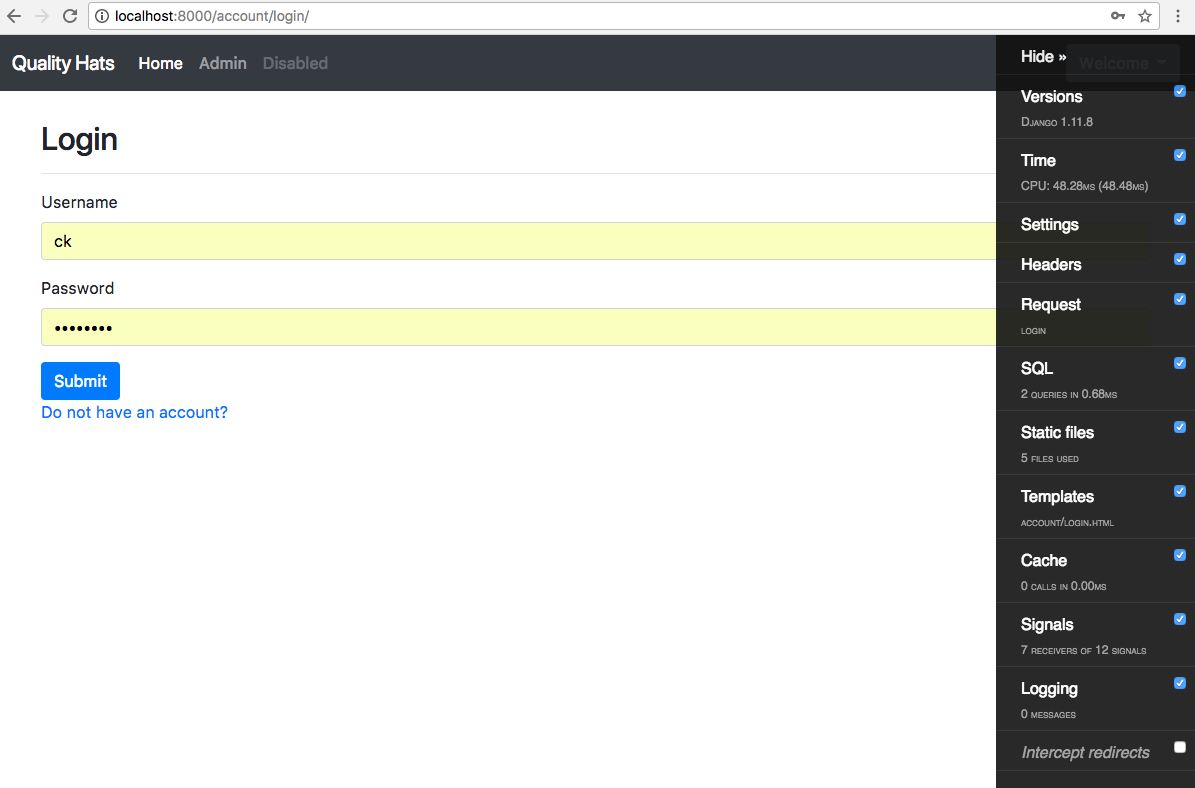 localhost:8000/account/login/
Quality Hats Home Admin Disabled
Welcome
Login
Username
ck
Password
••••••••
Submit
Do not have an account?
Hide »
Versions
Django 1.11.8
Time
CPU: 48.28ms (48.48ms)
Settings
Headers
Request
login
SQL
2 queries in 0.68ms
Static files
5 files used
Templates
account/login.html
Cache
0 calls in 0.00ms
Signals
7 receivers of 12 signals
Logging
0 messages
Intercept redirects